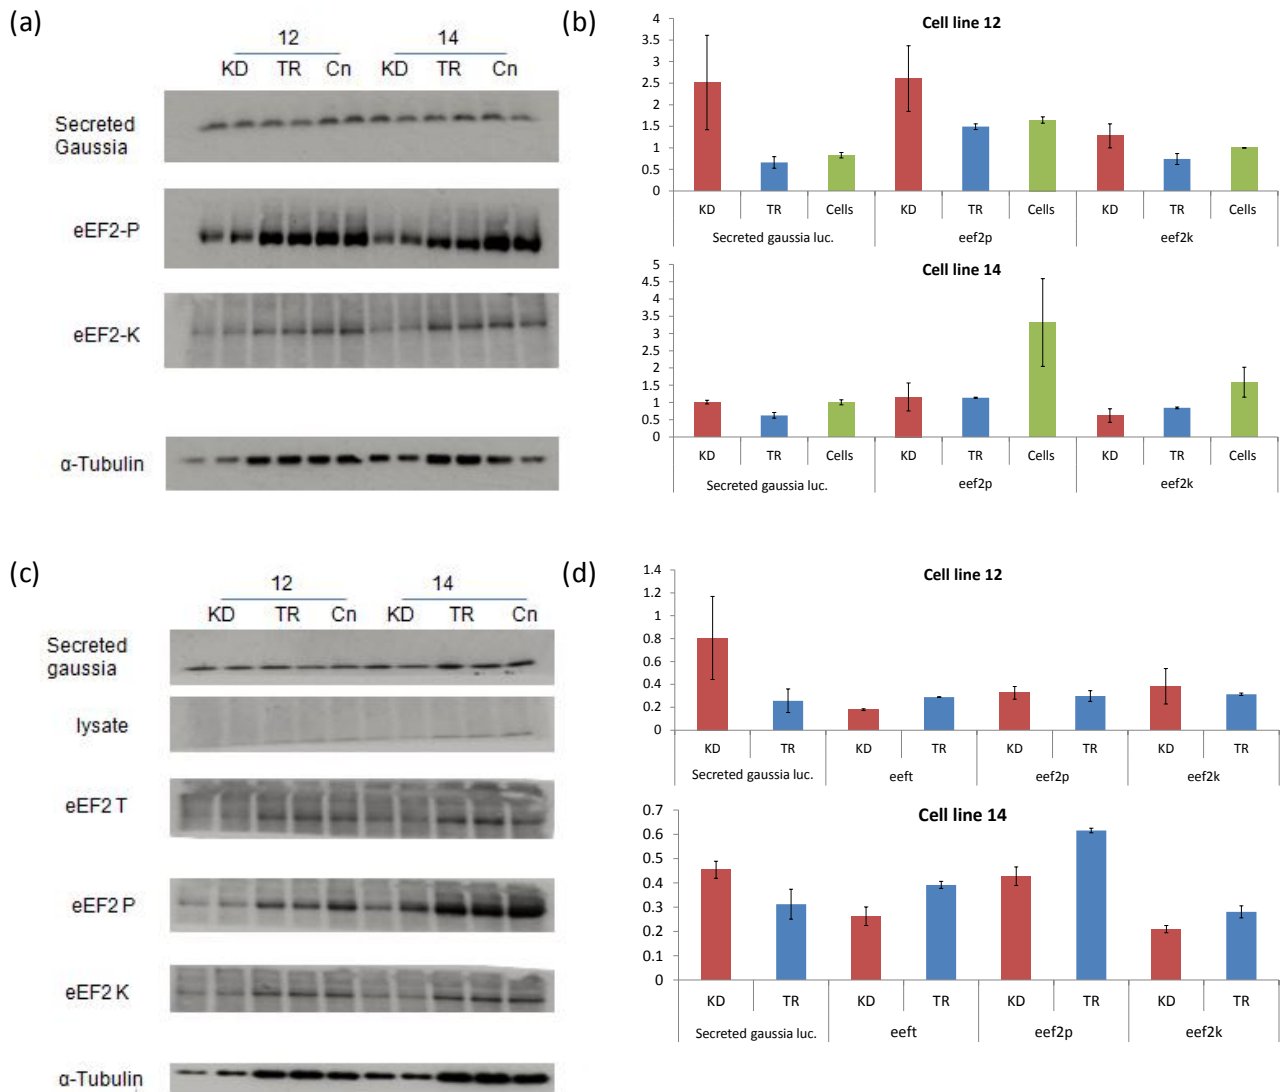 (a)
12 14
KD TR Cn KD TR Cn
Secreted
Gaussia
eEF2-P
eEF2-K
α-Tubulin
(b)
Cell line 12
4
3.5
3
2.5
2
1.5
1
0.5
0
KD TR Cells KD TR Cells KD TR Cells
Secreted gaussia luc. eef2p eef2k
Cell line 14
5
4.5
4
3.5
3
2.5
2
1.5
1
0.5
0
KD TR Cells KD TR Cells KD TR Cells
Secreted gaussia luc. eef2p eef2k
(c)
12 14
KD TR Cn KD TR Cn
Secreted
gaussia
lysate
eEF2 T
eEF2 P
eEF2 K
α-Tubulin
(d)
Cell line 12
1.4
1.2
1
0.8
0.6
0.4
0.2
0
KD TR KD TR KD TR KD TR
Secreted gaussia luc. eeft eef2p eef2k
Cell line 14
0.7
0.6
0.5
0.4
0.3
0.2
0.1
0
KD TR KD TR KD TR KD TR
Secreted gaussia luc. eeft eef2p eef2k